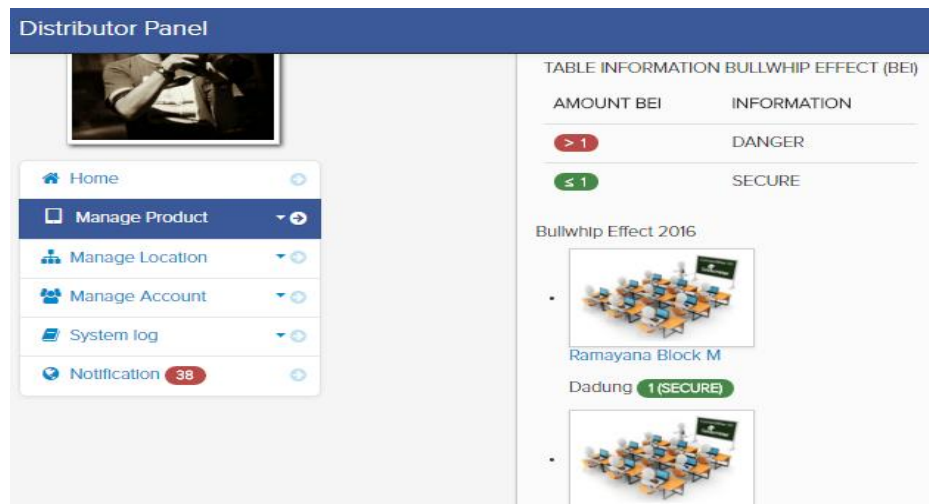 Distributor Panel
Home
Manage Product
Manage Location
Manage Account
System log
Notification 38
TABLE INFORMATION BULLWHIP EFFECT (BEI)
AMOUNT BEI INFORMATION
> 1 DANGER
≤ 1 SECURE
Bullwhip Effect 2016
Ramayana Block M
Dadung 1 (SECURE)